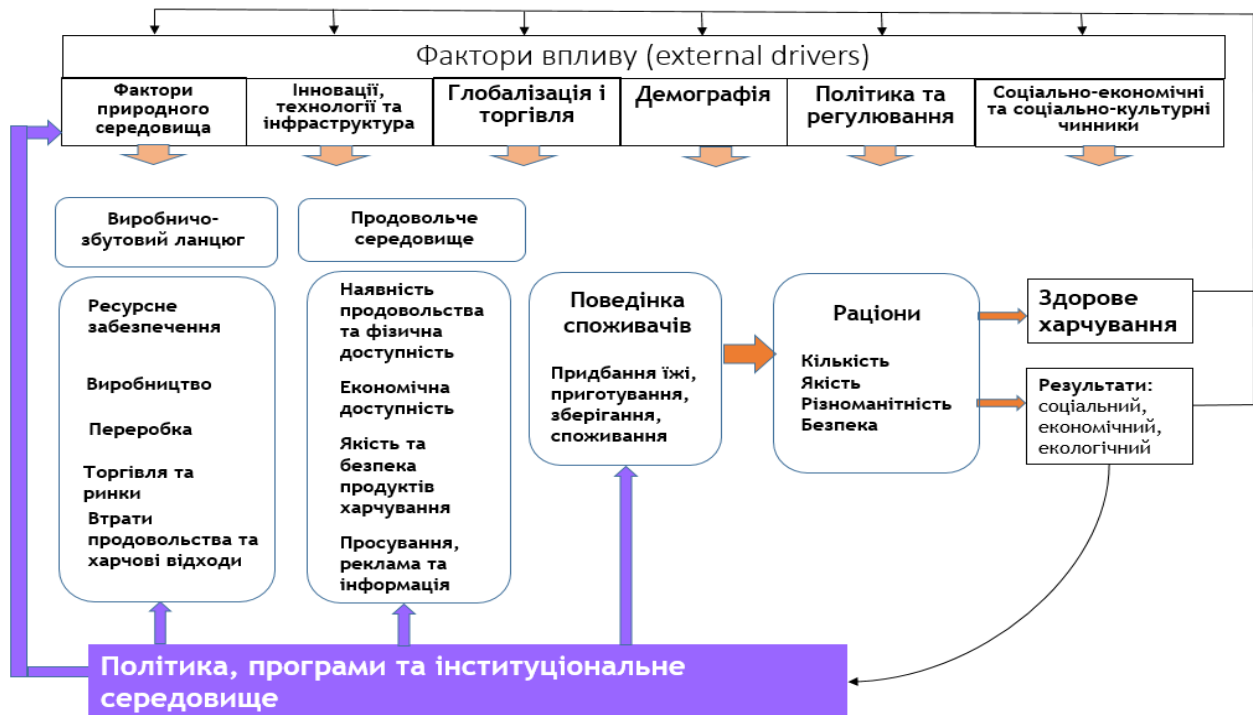 Фактори впливу (external drivers)
Фактори
природного
середовища
Інновації,
технології та
інфраструктура
Глобалізація і
торгівля
Демографія
Політика та
регулювання
Соціально-економічні
та соціально-культурні
чинники
Виробничо-
збутовий ланцюг
Продовольче
середовище
Ресурсне
забезпечення
Виробництво
Переробка
Торгівля та
ринки
Втрати
продовольства та
харчові відходи
Наявність
продовольства
та фізична
доступність
Економічна
доступність
Якість та
безпека
продуктів
харчування
Просування,
реклама та
інформація
Поведінка
споживачів
Придбання їжі,
приготування,
зберігання,
споживання
Раціони
Кількість
Якість
Різноманітність
Безпека
Здорове
харчування
Результати:
соціальний,
економічний,
екологічний
Політика, програми та інституціональне
середовище